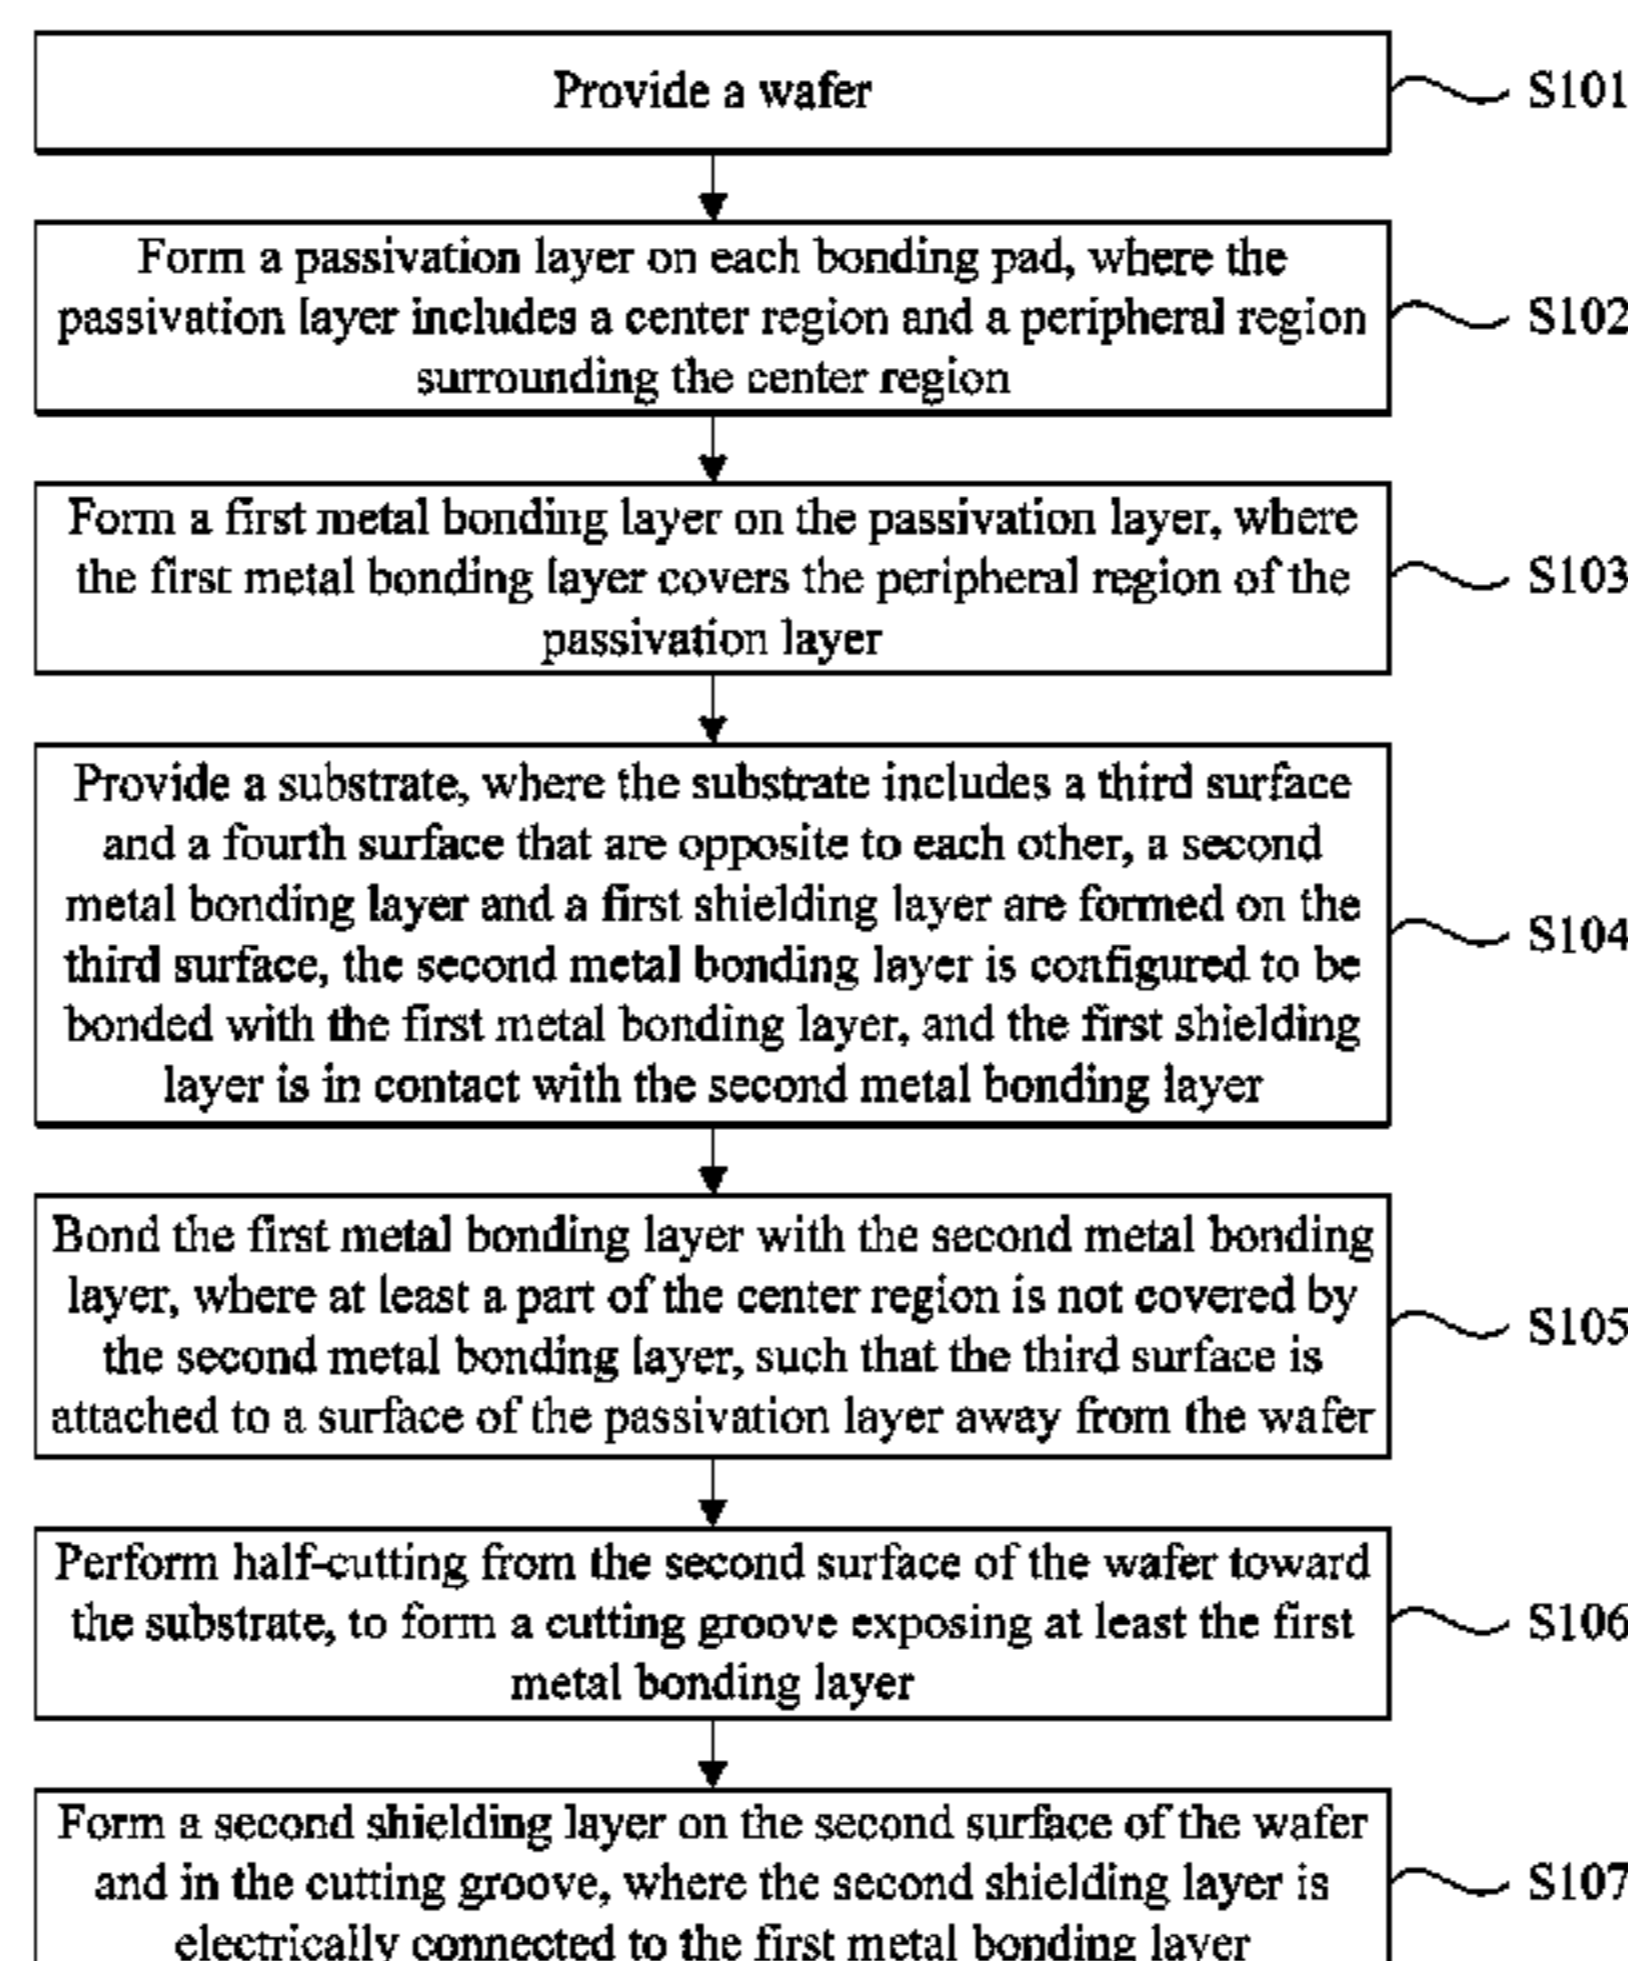 Provide a wafer
S101
Form a passivation layer on each bonding pad, where the
passivation layer includes a center region and a peripheral region
surrounding the center region
S102
Form a first metal bonding layer on the passivation layer, where
the first metal bonding layer covers the peripheral region of the
passivation layer
S103
Provide a substrate, where the substrate includes a third surface
and a fourth surface that are opposite to each other, a second
metal bonding layer and a first shielding layer are formed on the
third surface, the second metal bonding layer is configured to be
bonded with the first metal bonding layer, and the first shielding
layer is in contact with the second metal bonding layer
S104
Bond the first metal bonding layer with the second metal bonding
layer, where at least a part of the center region is not covered by
the second metal bonding layer, such that the third surface is
attached to a surface of the passivation layer away from the wafer
S105
Perform half-cutting from the second surface of the wafer toward
the substrate, to form a cutting groove exposing at least the first
metal bonding layer
S106
Form a second shielding layer on the second surface of the wafer
and in the cutting groove, where the second shielding layer is
electrically connected to the first metal bonding layer
S107